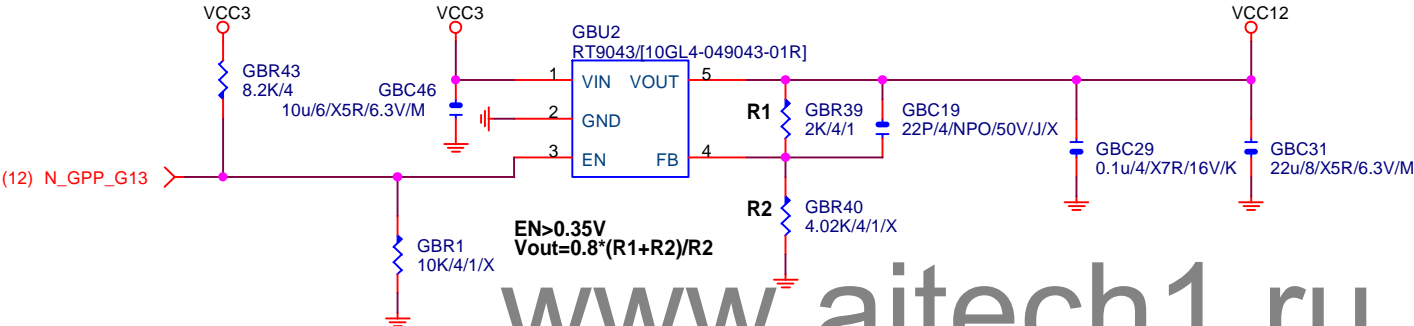 VCC3
VCC3
VCC12
GBU2
RT9043/[10GL4-049043-01R]
GBR43
8.2K/4
GBC46
10u/6/X5R/6.3V/M
1
VIN
VOUT
5
2
GND
3
EN
FB
4
R1
GBR39
2K/4/1
GBC19
22P/4/NPO/50V/J/X
GBC29
0.1u/4/X7R/16V/K
GBC31
22u/8/X5R/6.3V/M
(12) N_GPP_G13
R2
GBR40
4.02K/4/1/X
EN>0.35V
Vout=0.8*(R1+R2)/R2
GBR1
10K/4/1/X
www.aitech1.ru